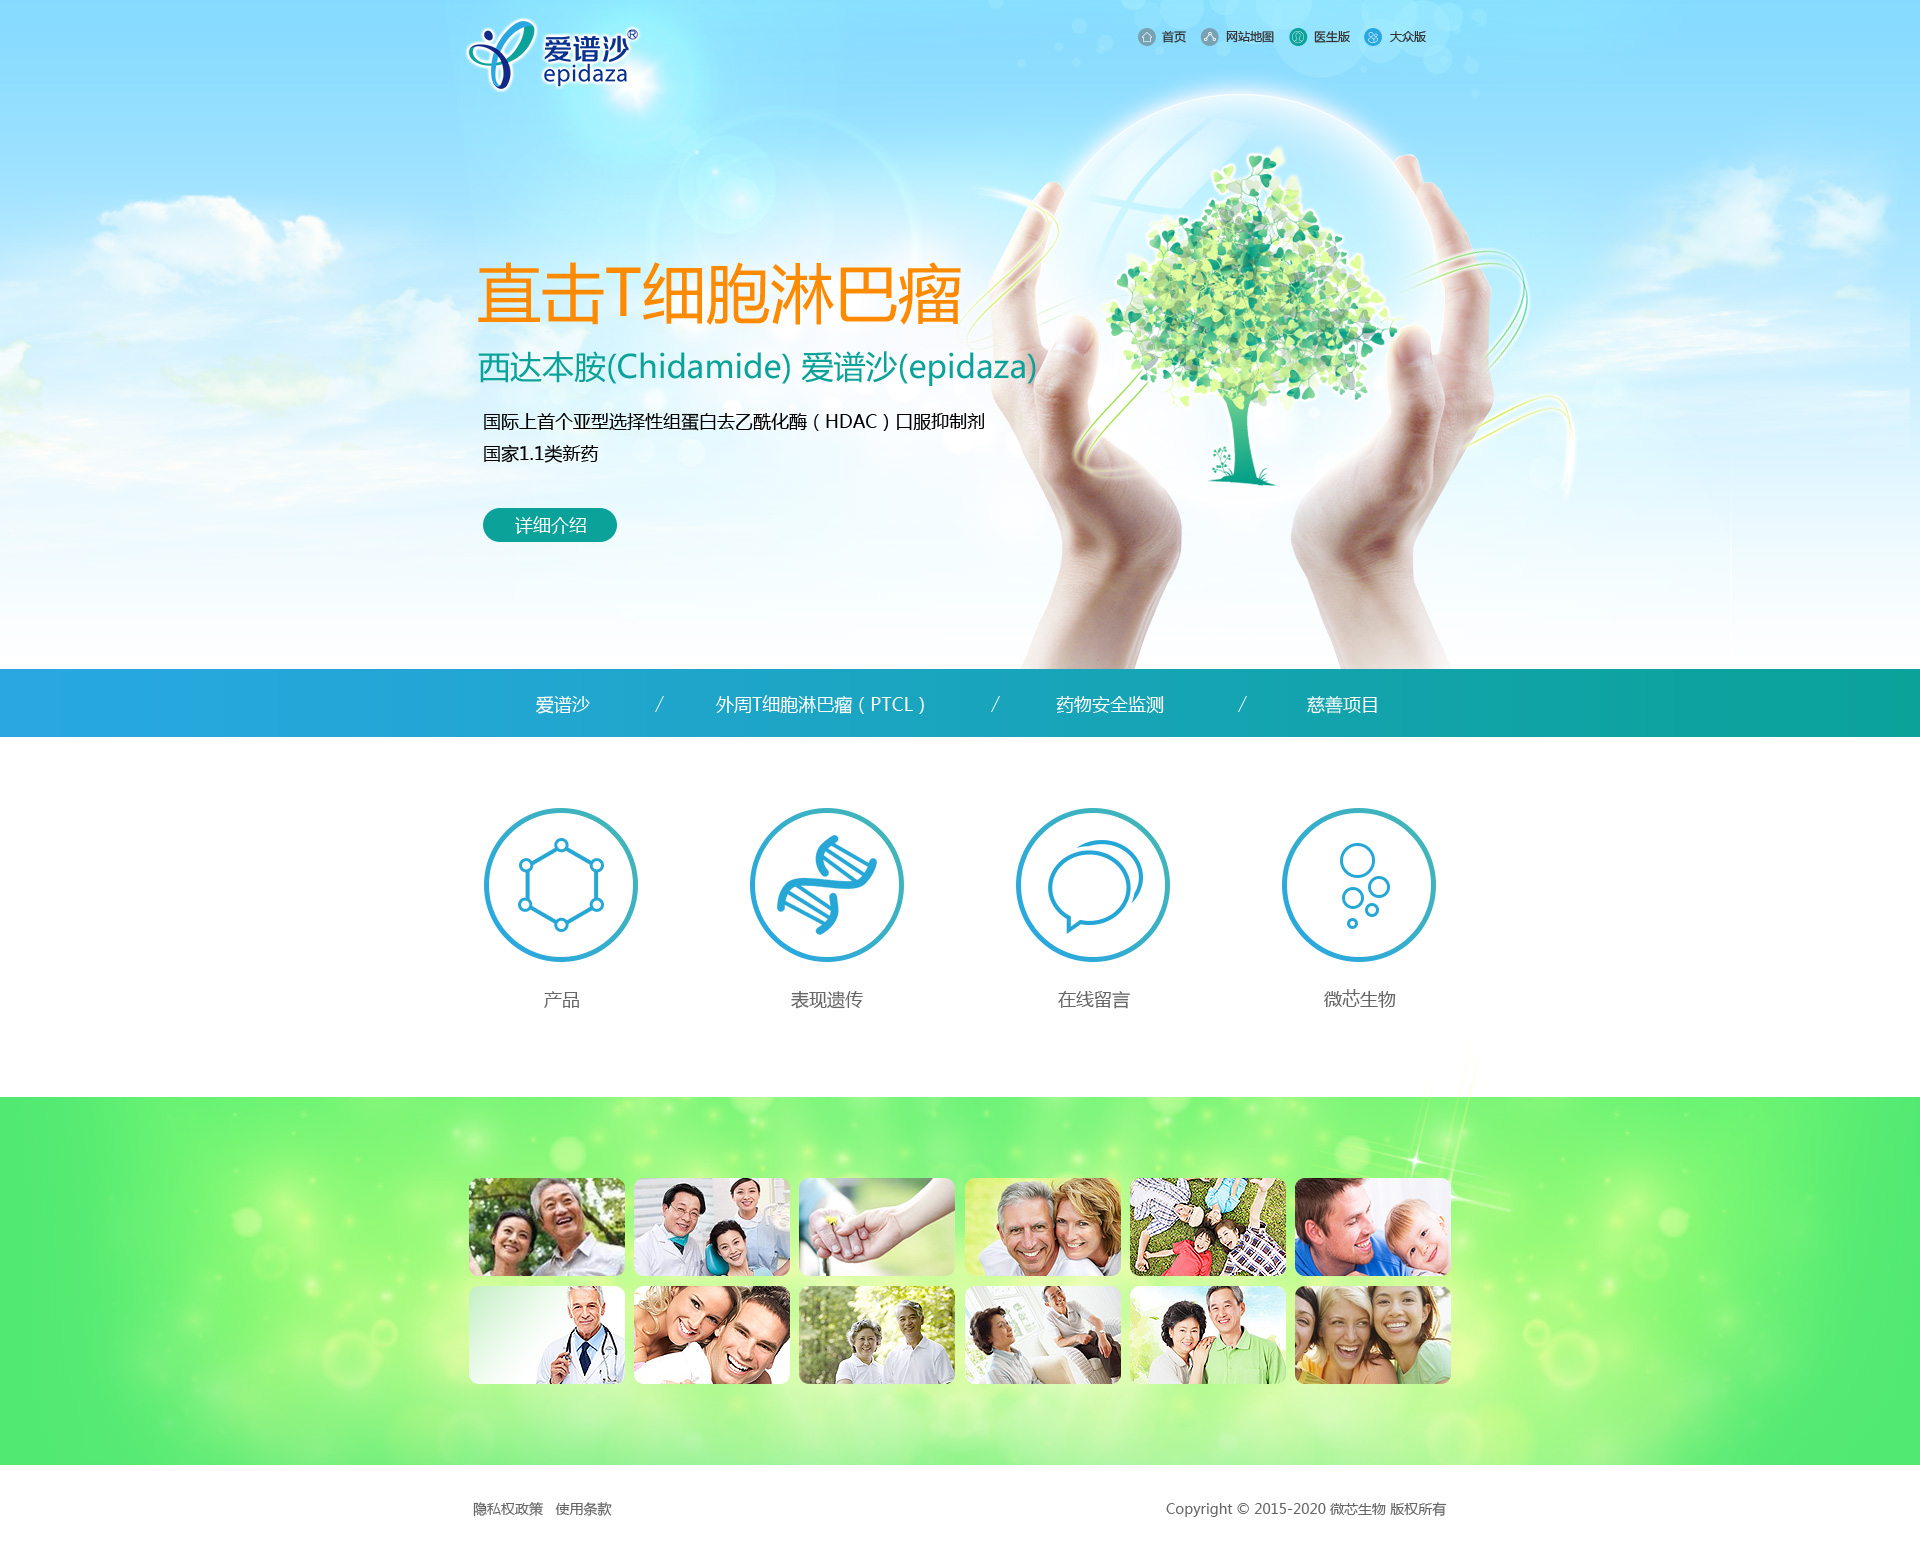 爱谱沙®
epidaza
首页 网站地图 医生版 大众版
直击T细胞淋巴瘤
西达本胺(Chidamide) 爱谱沙(epidaza)
国际上首个亚型选择性组蛋白去乙酰化酶（HDAC）口服抑制剂
国家1.1类新药
详细介绍
爱谱沙 / 外周T细胞淋巴瘤（PTCL） / 药物安全监测 / 慈善项目
产品 表现遗传 在线留言 微芯生物
隐私权政策 使用条款 Copyright © 2015-2020 微芯生物 版权所有